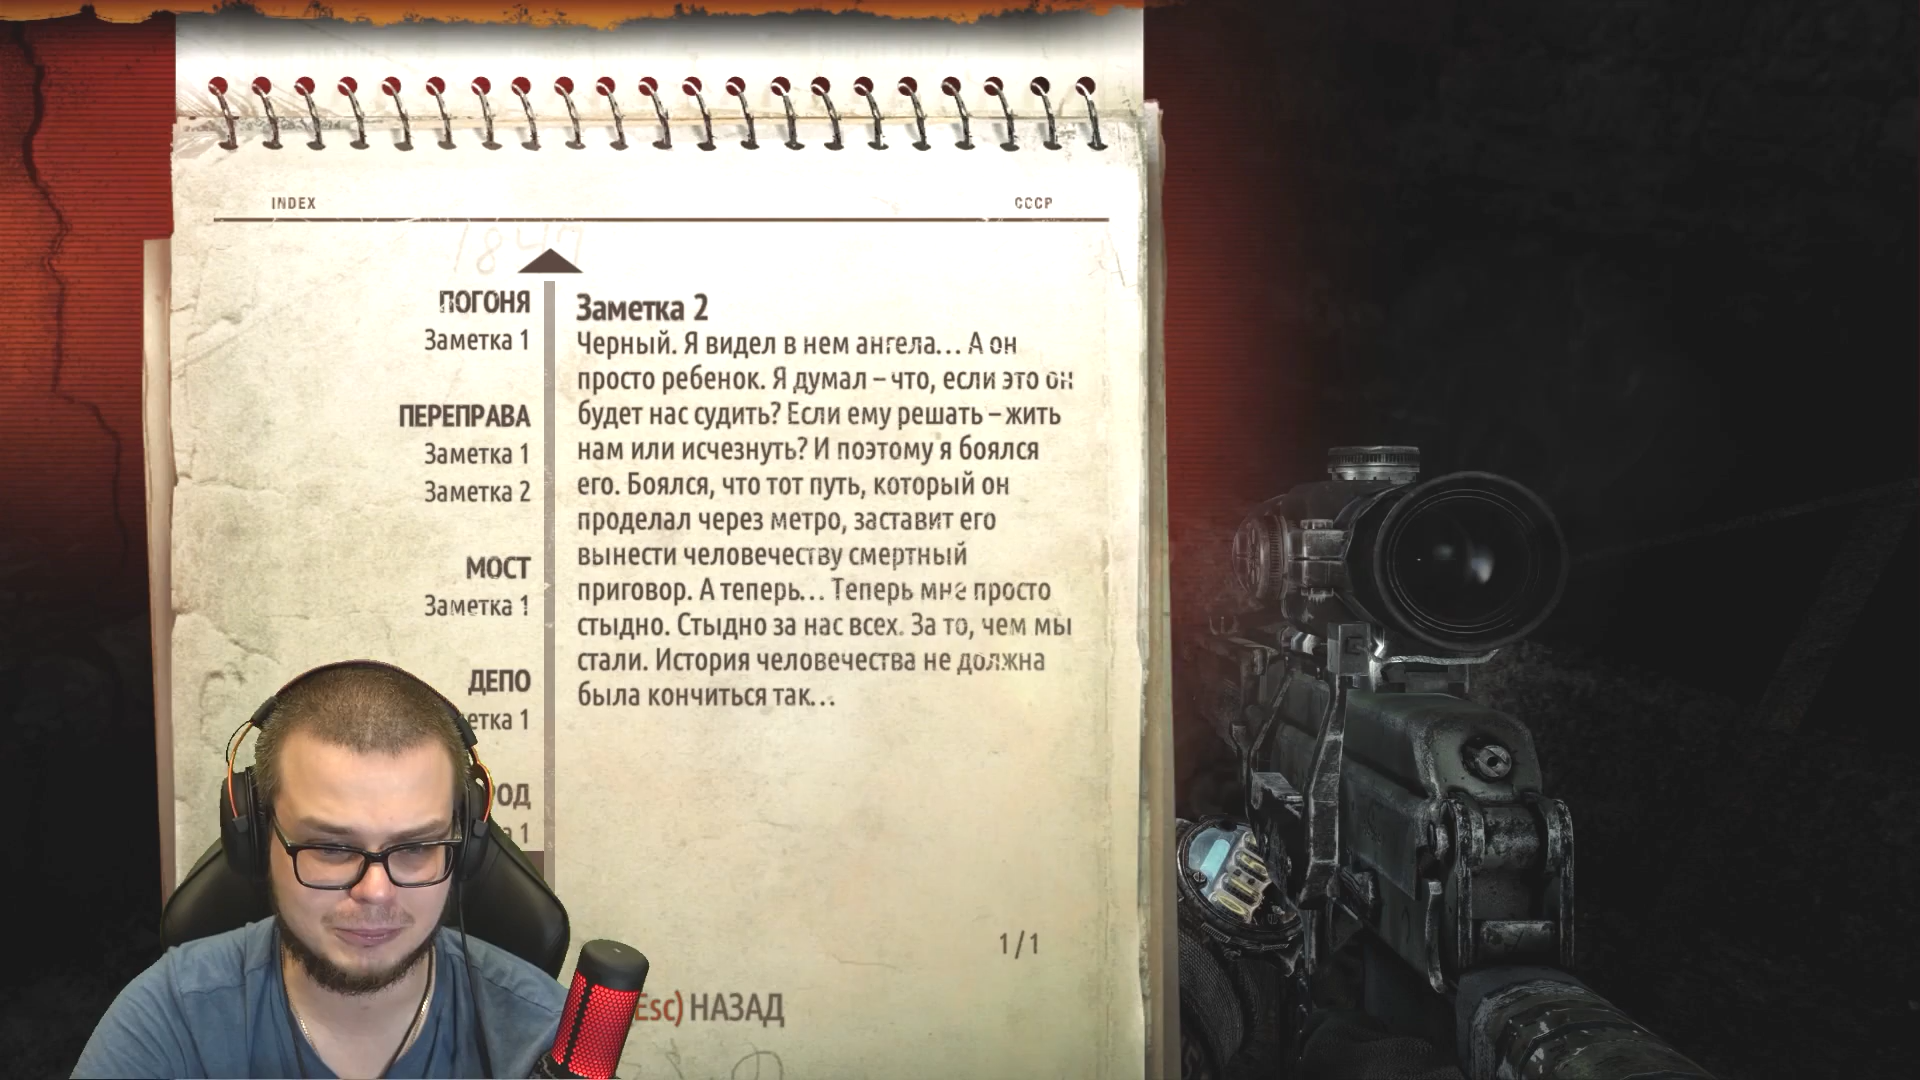 INDEX
СССР
ПОГОНЯ
Заметка 1
ПЕРЕПРАВА
Заметка 1
Заметка 2
МОСТ
Заметка 1
ДЕПО
етка 1
РОД
а 1
Заметка 2
Черный. Я видел в нем ангела... А он
просто ребенок. Я думал – что, если это он
будет нас судить? Если ему решать – жить
нам или исчезнуть? И поэтому я боялся
его. Боялся, что тот путь, который он
проделал через метро, заставит его
вынести человечеству смертный
приговор. А теперь... Теперь мне просто
стыдно. Стыдно за нас всех. За то, чем мы
стали. История человечества не должна
была кончиться так...
1/1
Esc) НАЗАД